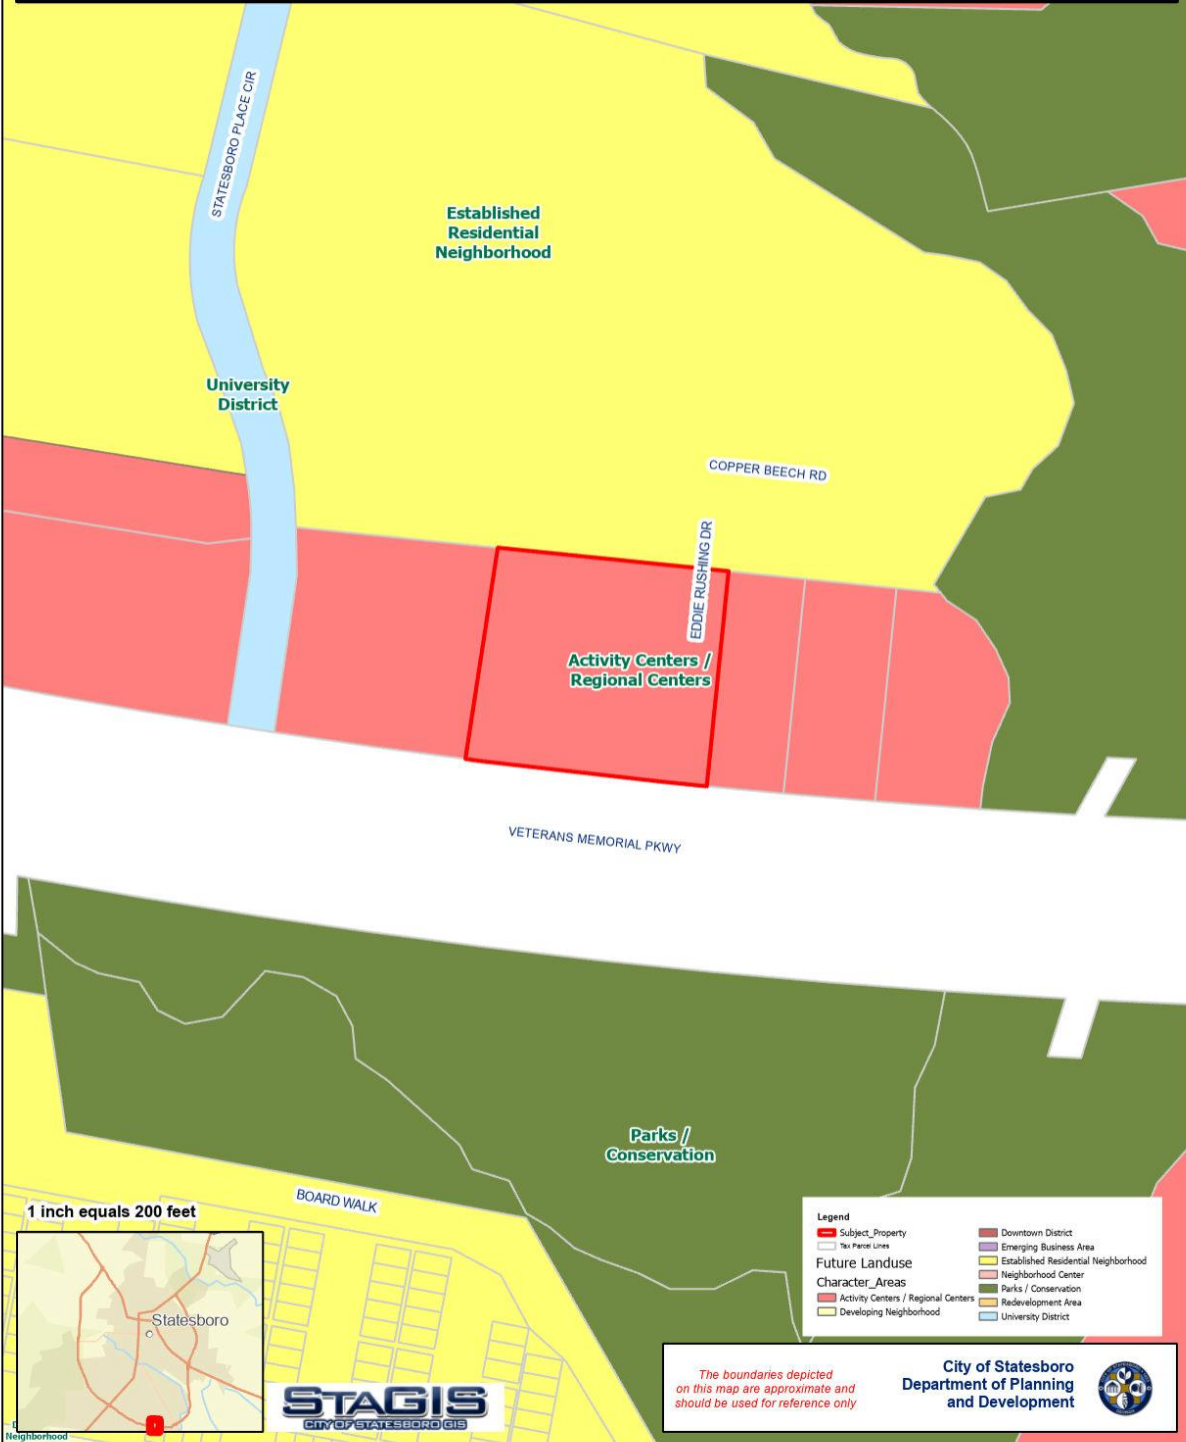 STATESBORO PLACE CIR
Established
Residential
Neighborhood
University
District
COPPER BEECH RD
EDDIE RUSHING DR
Activity Centers /
Regional Centers
VETERANS MEMORIAL PKWY
Parks /
Conservation
BOARD WALK
1 inch equals 200 feet
Statesboro
Neighborhood
STAGIS
CITY OF STATESBORO GIS
Legend
Subject_Property
Tax Parcel Lines
Future Landuse
Character_Areas
Activity Centers / Regional Centers
Developing Neighborhood
Downtown District
Emerging Business Area
Established Residential Neighborhood
Neighborhood Center
Parks / Conservation
Redevelopment Area
University District
The boundaries depicted
on this map are approximate and
should be used for reference only
City of Statesboro
Department of Planning
and Development